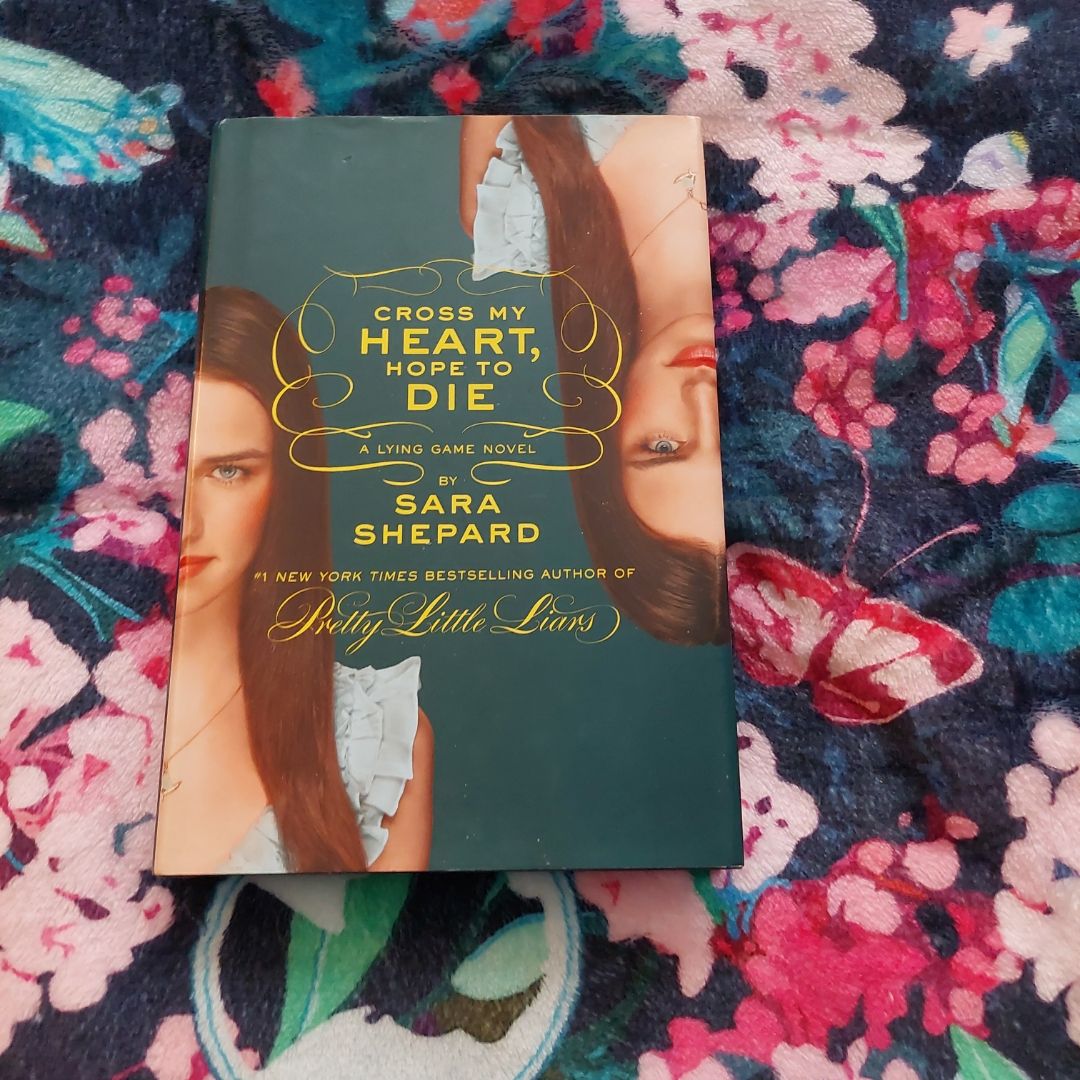 CROSS MY
HEART,
HOPE TO
DIE
A LYING GAME NOVEL
BY
SARA
SHEPARD
#1 NEW YORK TIMES BESTSELLING AUTHOR OF
Pretty Little Liars